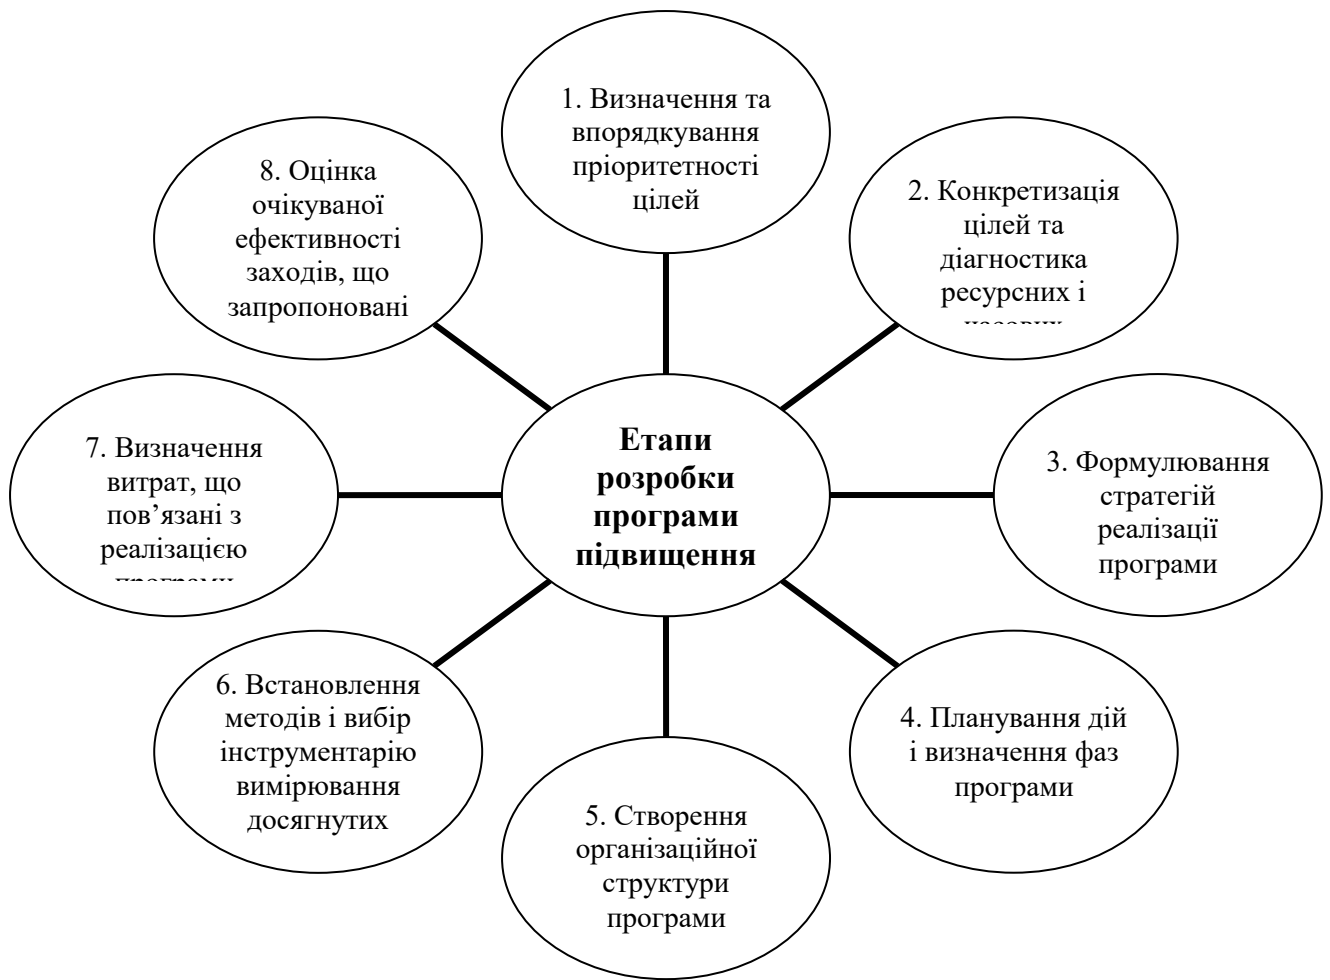 1. Визначення та
впорядкування
пріоритетності
цілей
2. Конкретизація
цілей та
діагностика
ресурсних і
часових
3. Формулювання
стратегій
реалізації
програми
4. Планування дій
і визначення фаз
програми
5. Створення
організаційної
структури
програми
6. Встановлення
методів і вибір
інструментарію
вимірювання
досягнутих
7. Визначення
витрат, що
пов’язані з
реалізацією
програми
8. Оцінка
очікуваної
ефективності
заходів, що
запропоновані
Етапи
розробки
програми
підвищення